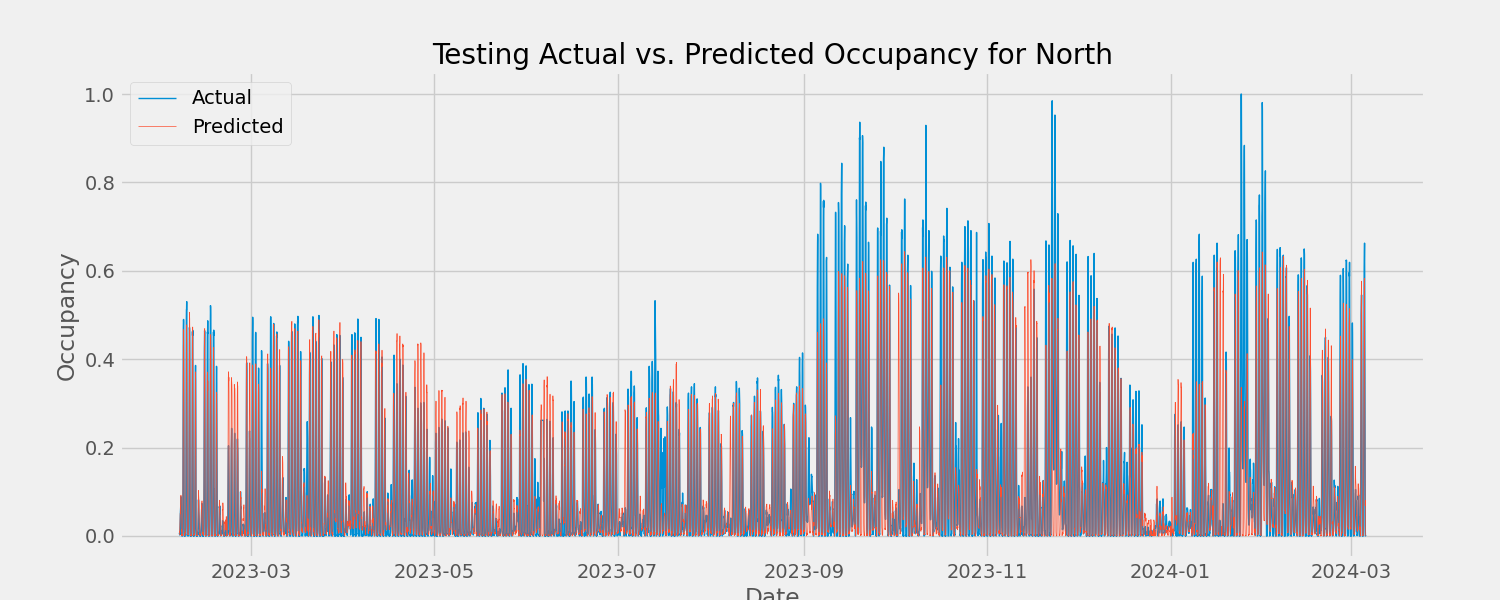 Testing Actual vs. Predicted Occupancy for North
Actual
Predicted
Occupancy
1.0
0.8
0.6
0.4
0.2
0.0
2023-03
2023-05
2023-07
2023-09
2023-11
2024-01
2024-03
Date